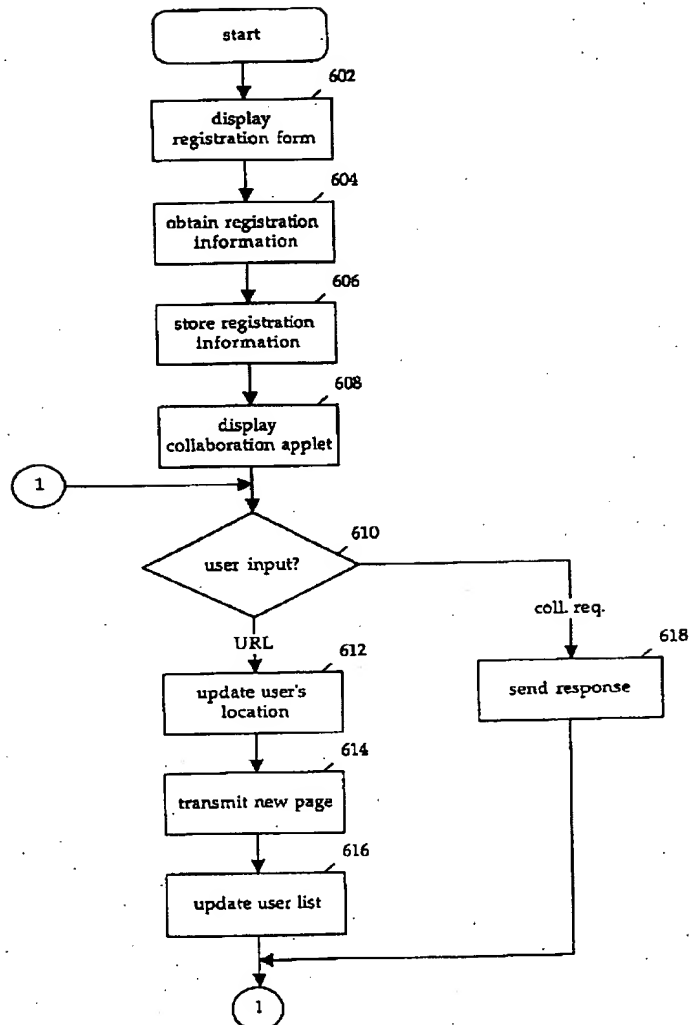 start
602
display
registration form
604
obtain registration
information
606
store registration
information
608
display
collaboration applet
1
610
user input?
coll. req.
URL
612
618
update user's
location
send response
614
transmit new page
616
update user list
1